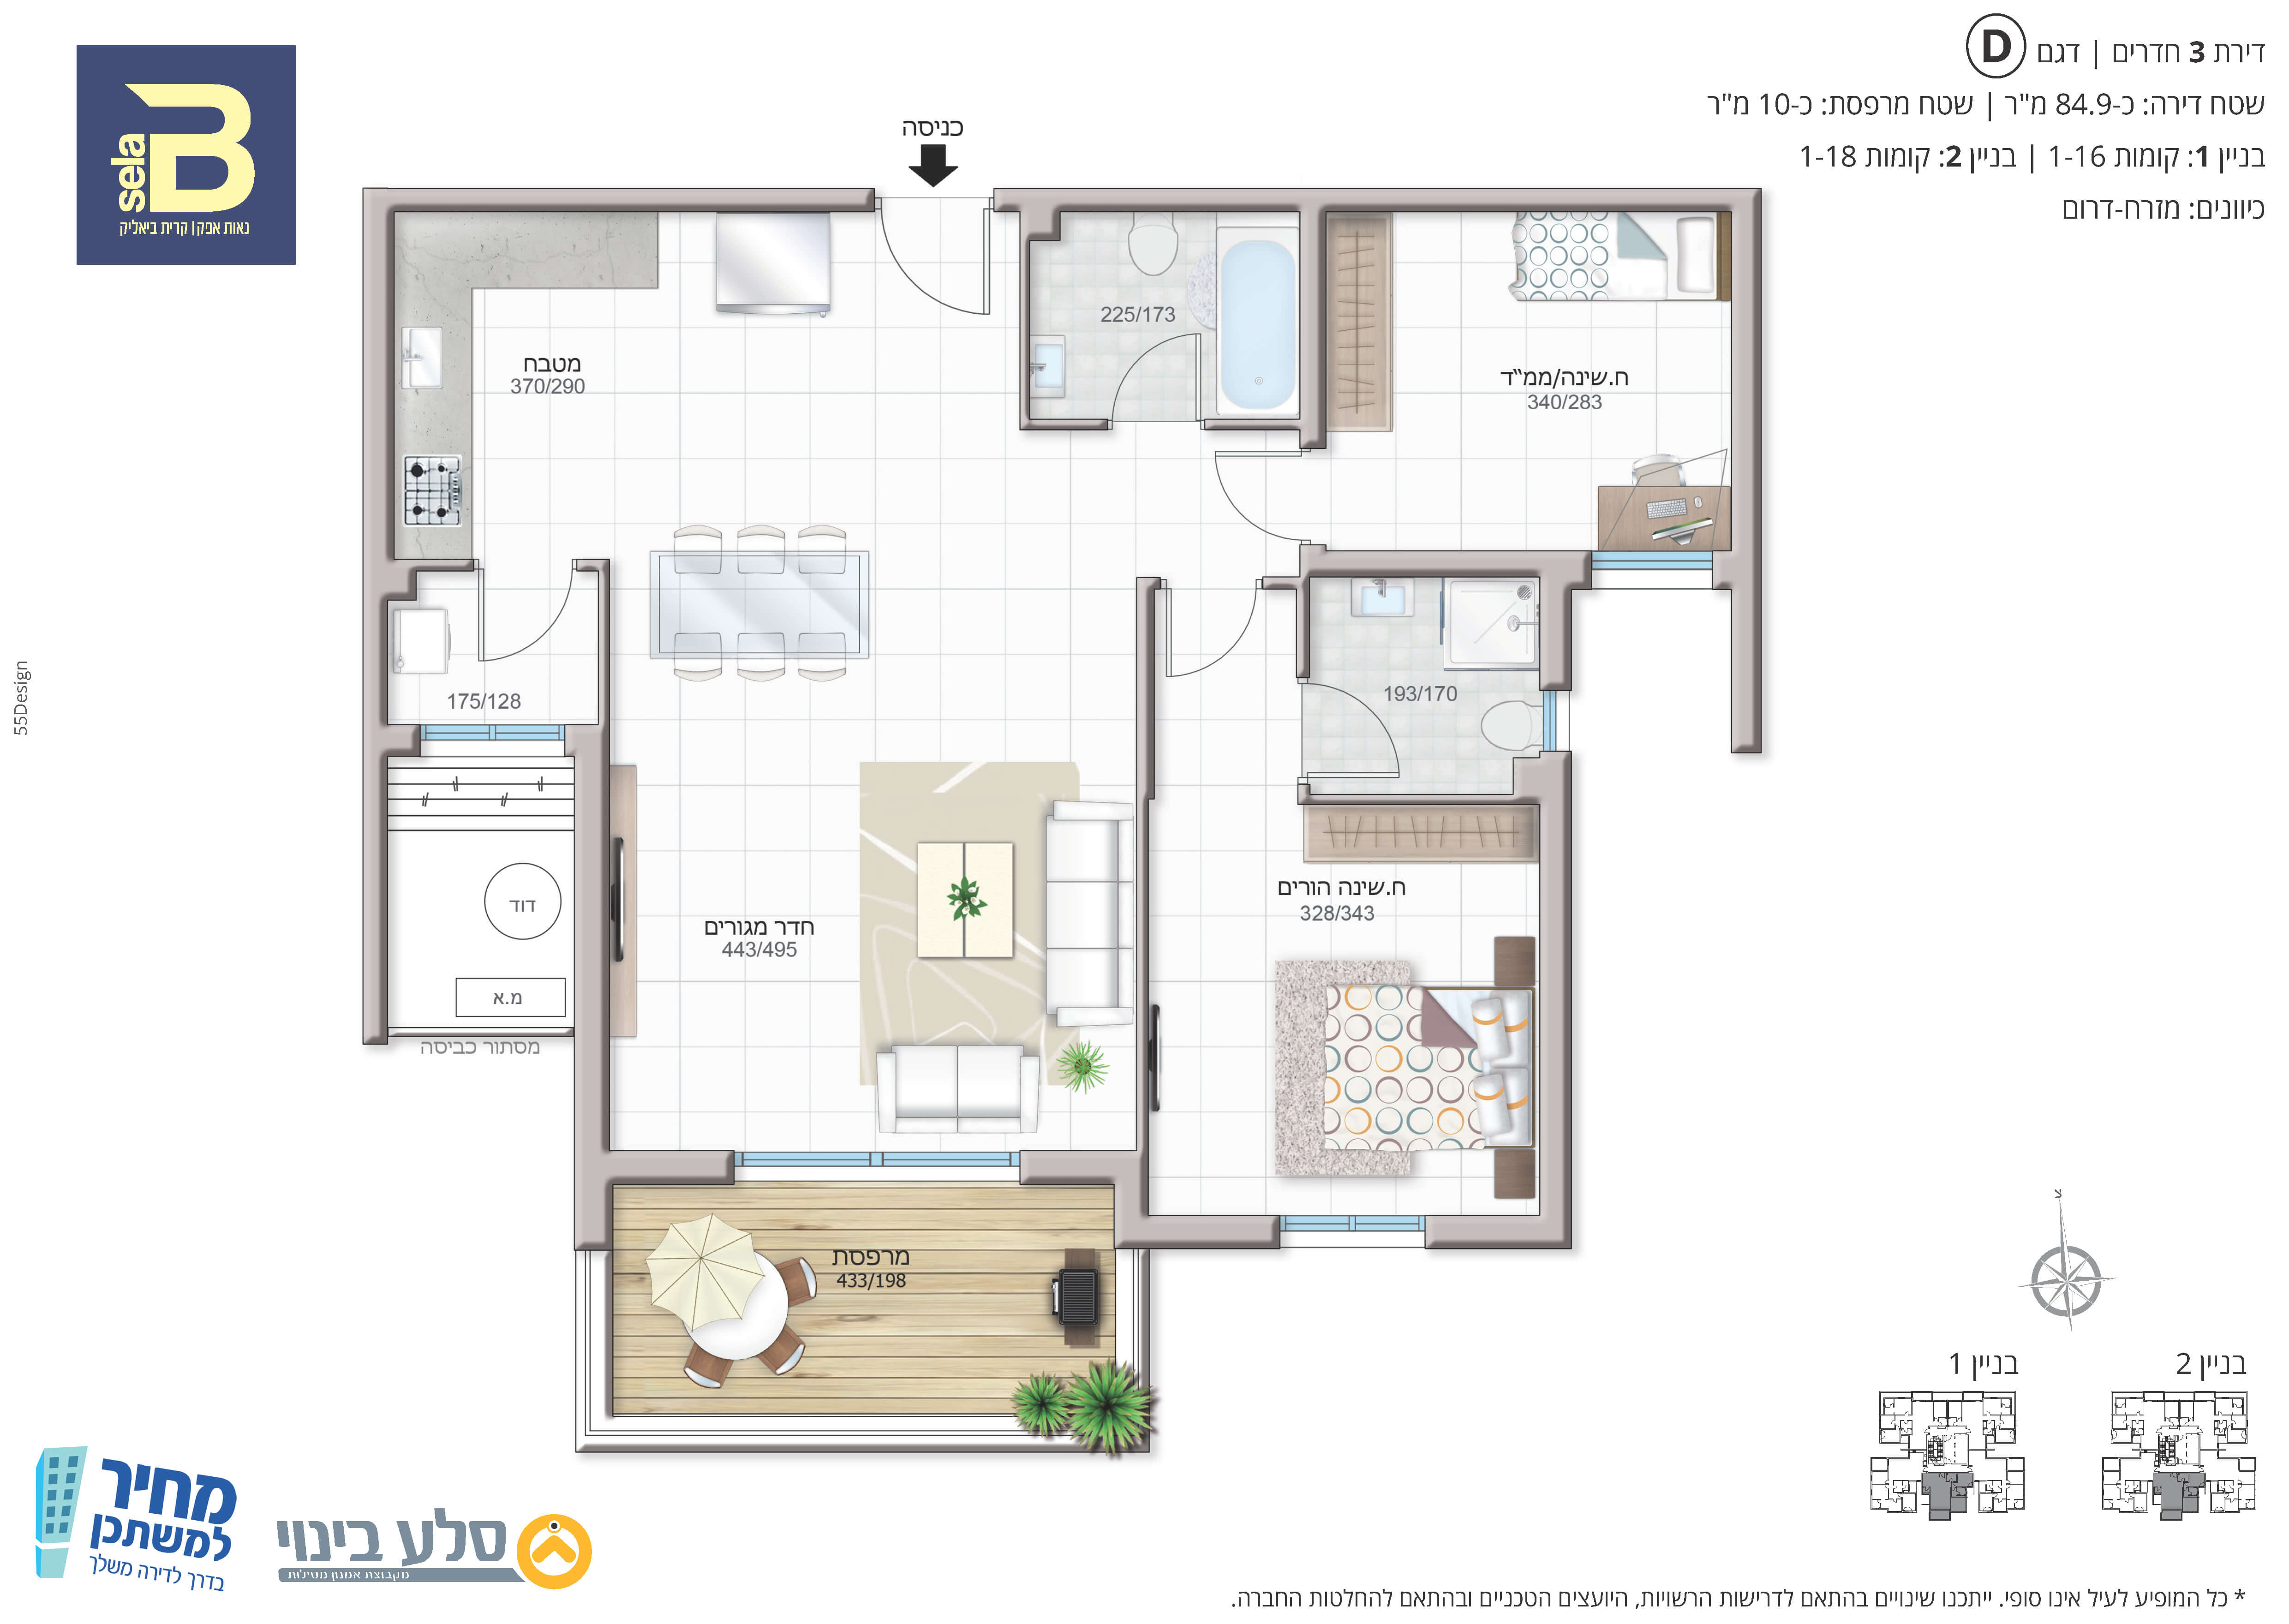 דירת 3 חדרים | דגם D
שטח דירה: כ-84.9 מ"ר | שטח מרפסת: כ-10 מ"ר
בניין 1: קומות 1-16 | בניין 2: קומות 1-18
כיוונים: מזרח-דרום
sela B
נאות אפק | קרית ביאליק
כניסה
225/173
מטבח
370/290
ח.שינה/ממ"ד
340/283
175/128
193/170
דוד
מ.א
מסתור כביסה
חדר מגורים
443/495
ח.שינה הורים
328/343
מרפסת
433/198
55Design
צ
בניין 1
בניין 2
מחיר
למשתכן
בדרך לדירה משלך
סלע בינוי
מקבוצת אמנון מסילות
* כל המופיע לעיל אינו סופי. ייתכנו שינויים בהתאם לדרישות הרשויות, היועצים הטכניים ובהתאם להחלטות החברה.